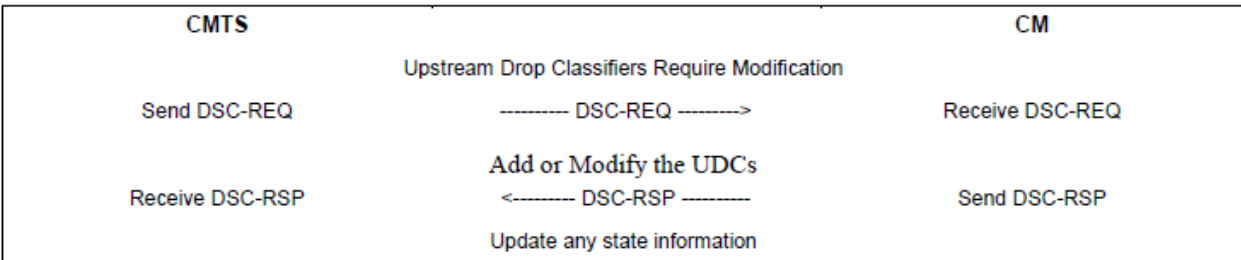 CMTS CM
Upstream Drop Classifiers Require Modification
Send DSC-REQ ---------- DSC-REQ ---------> Receive DSC-REQ
Add or Modify the UDCs
Receive DSC-RSP <--------- DSC-RSP ---------- Send DSC-RSP
Update any state information